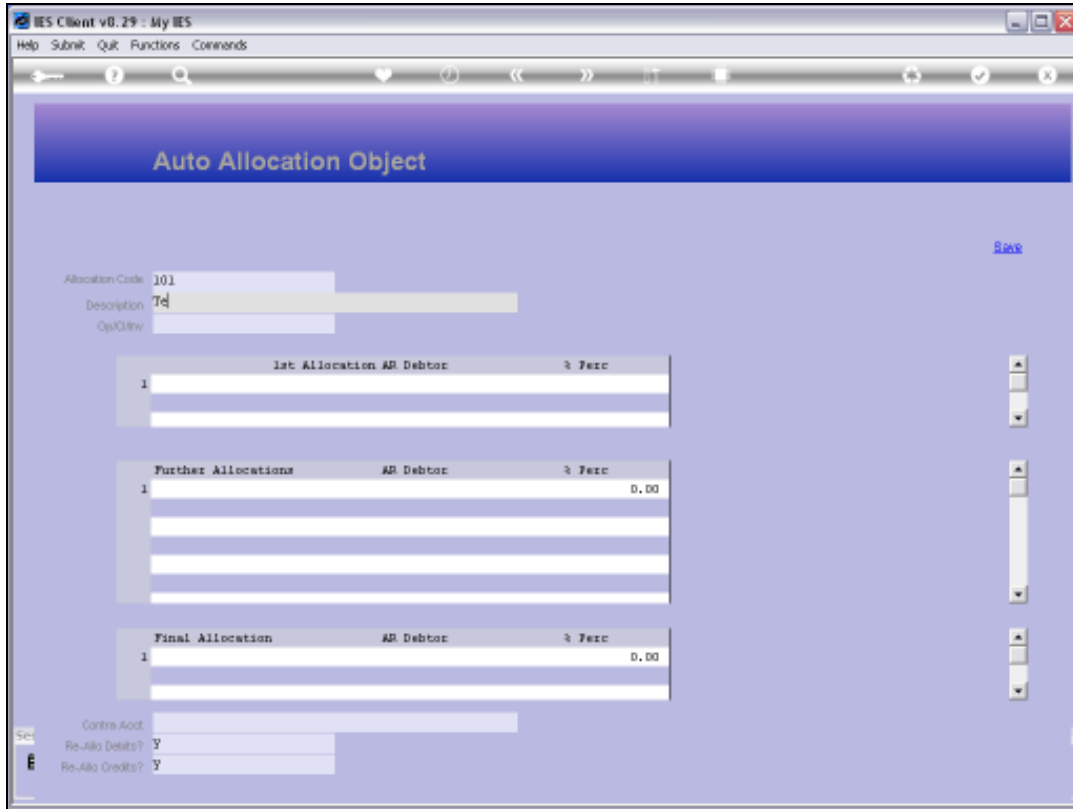 IES Client v8.29 : My IES
Help Submit Quit Functions Commands
Auto Allocation Object
Save
Allocation Code 101
Description Te
Op/O/Inv
1st Allocation AR Debtor % Perc
1
Further Allocations AR Debtor % Perc
1 0.00
Final Allocation AR Debtor % Perc
1 0.00
Contra Acct
Re-Allo Debits? Y
Re-Allo Credits? Y